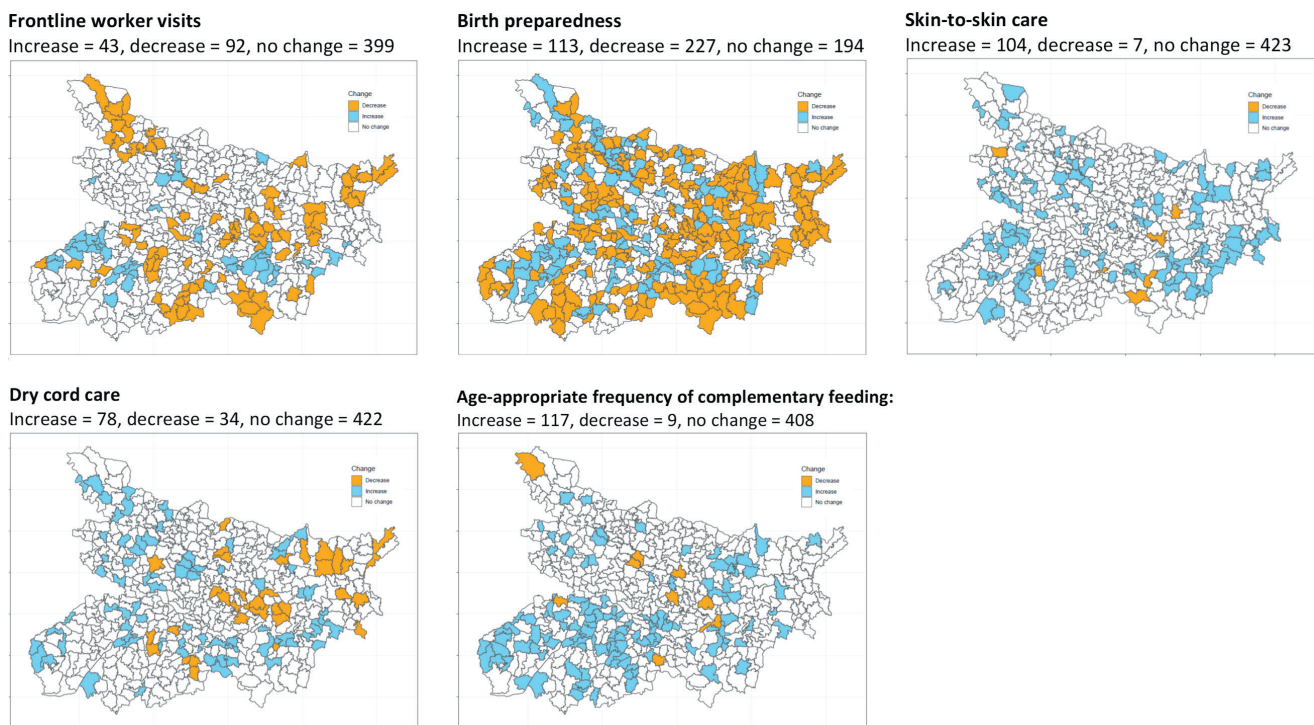 Frontline worker visits
Increase = 43, decrease = 92, no change = 399
Change
Decrease
Increase
No change
Birth preparedness
Increase = 113, decrease = 227, no change = 194
Change
Decrease
Increase
No change
Skin-to-skin care
Increase = 104, decrease = 7, no change = 423
Change
Decrease
Increase
No change
Dry cord care
Increase = 78, decrease = 34, no change = 422
Change
Decrease
Increase
No change
Age-appropriate frequency of complementary feeding:
Increase = 117, decrease = 9, no change = 408
Change
Decrease
Increase
No change